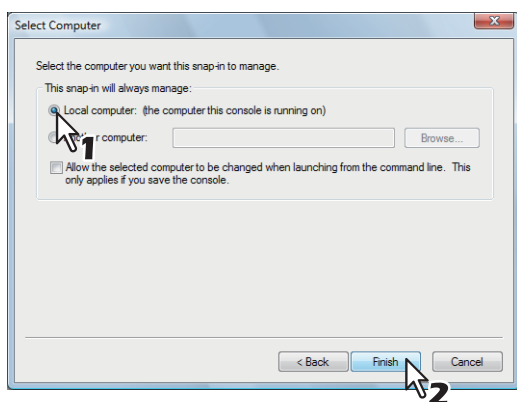 Select Computer
Select the computer you want this snap-in to manage.
This snap-in will always manage:
Local computer: (the computer this console is running on)
computer:
Browse...
1
Allow the selected computer to be changed when launching from the command line. This
only applies if you save the console.
< Back
Finish
Cancel
2